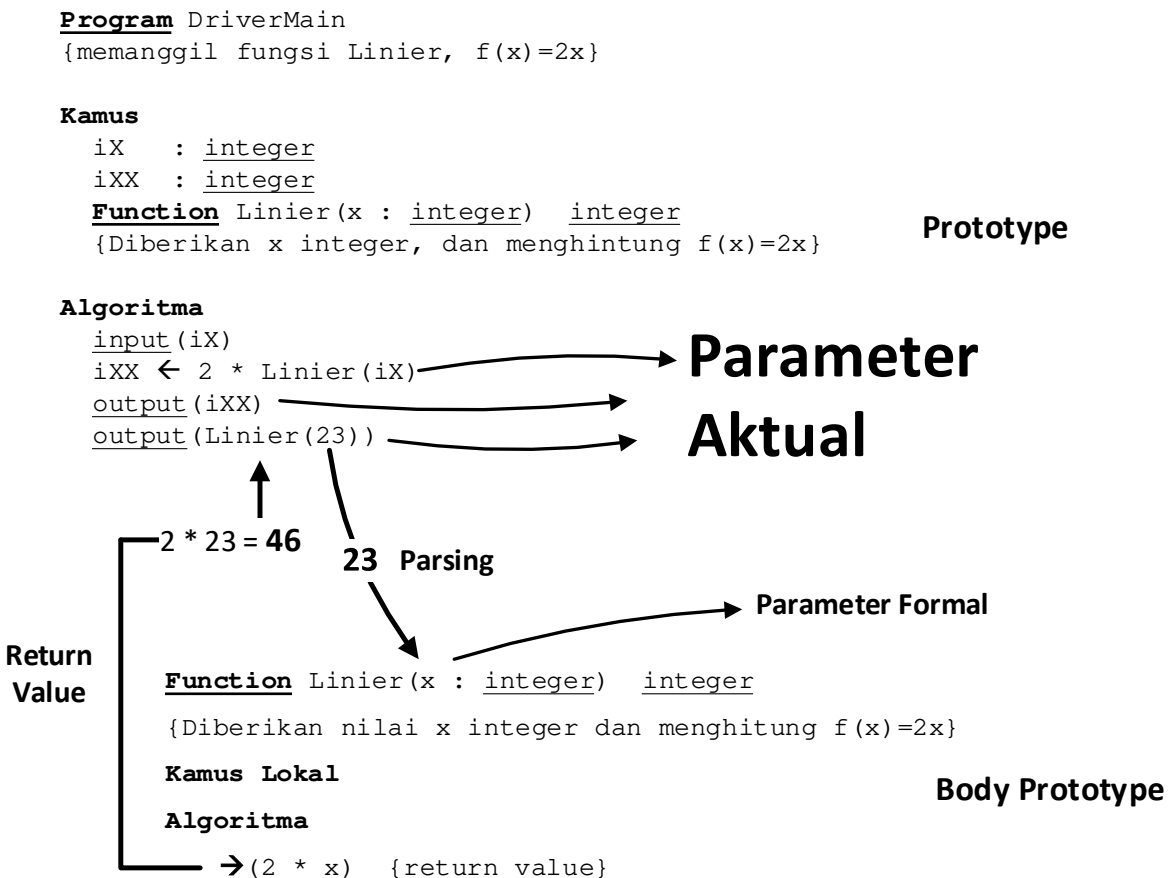 Program DriverMain
{memanggil fungsi Linier, f(x)=2x}
Kamus
iX : integer
iXX : integer
Function Linier(x : integer) integer
{Diberikan x integer, dan menghintung f(x)=2x}
Prototype
Algoritma
input(iX)
iXX ← 2 * Linier(iX)
output(iXX)
output(Linier(23))
Parameter
Aktual
2 * 23 = 46
23 Parsing
Parameter Formal
Return
Value
Function Linier(x : integer) integer
{Diberikan nilai x integer dan menghitung f(x)=2x}
Kamus Lokal
Body Prototype
Algoritma
→(2 * x) {return value}